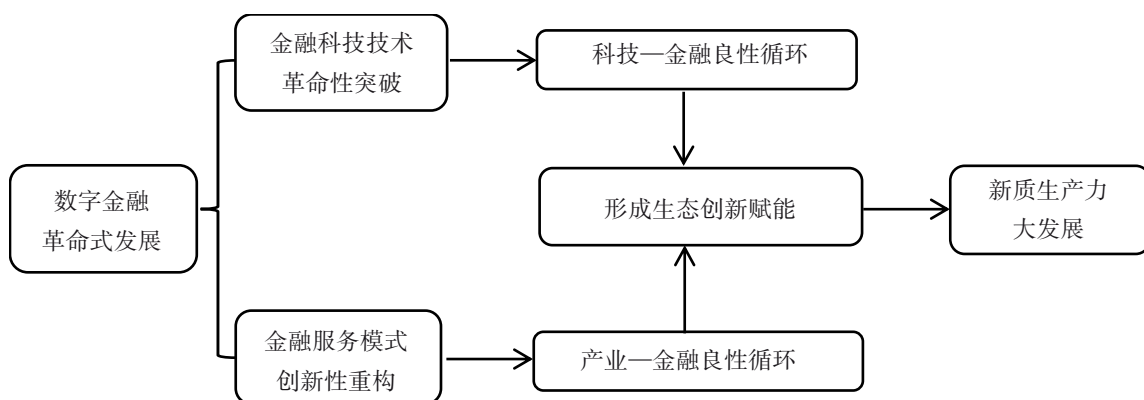 金融科技技术
革命性突破
科技—金融良性循环
数字金融
革命式发展
形成生态创新赋能
新质生产力
大发展
金融服务模式
创新性重构
产业—金融良性循环